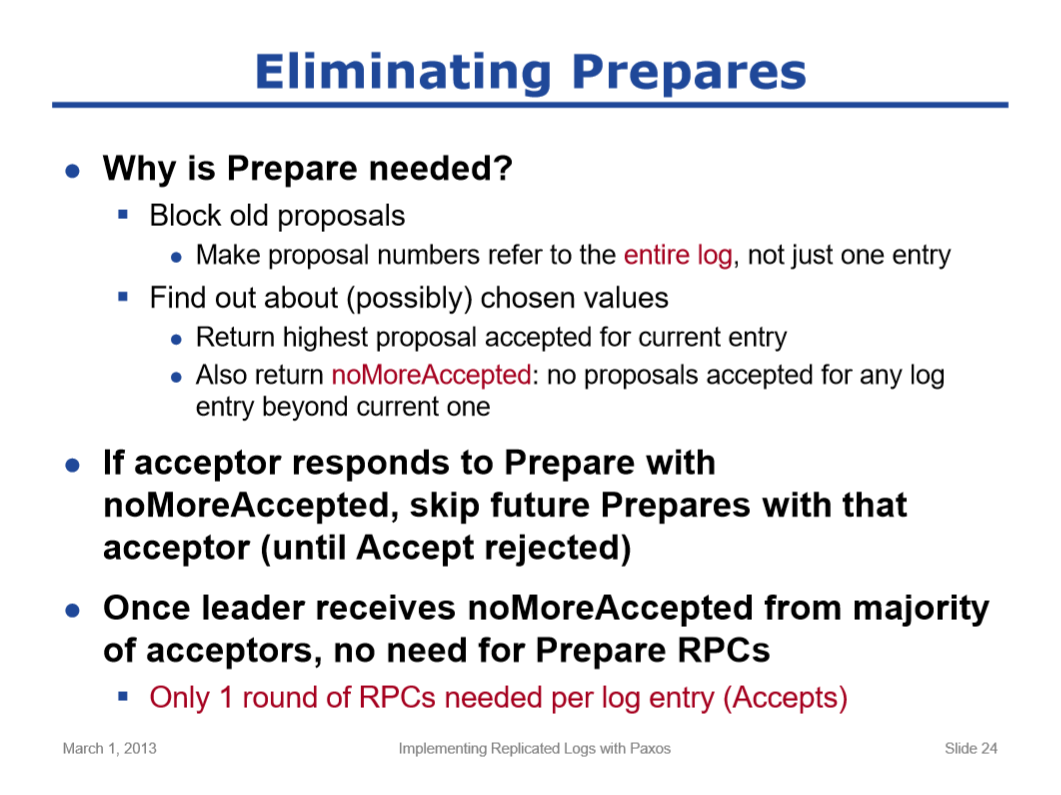 Eliminating Prepares
Why is Prepare needed?
Block old proposals
Make proposal numbers refer to the entire log, not just one entry
Find out about (possibly) chosen values
Return highest proposal accepted for current entry
Also return noMoreAccepted: no proposals accepted for any log
entry beyond current one
If acceptor responds to Prepare with
noMoreAccepted, skip future Prepares with that
acceptor (until Accept rejected)
Once leader receives noMoreAccepted from majority
of acceptors, no need for Prepare RPCs
Only 1 round of RPCs needed per log entry (Accepts)
March 1, 2013
Implementing Replicated Logs with Paxos
Slide 24